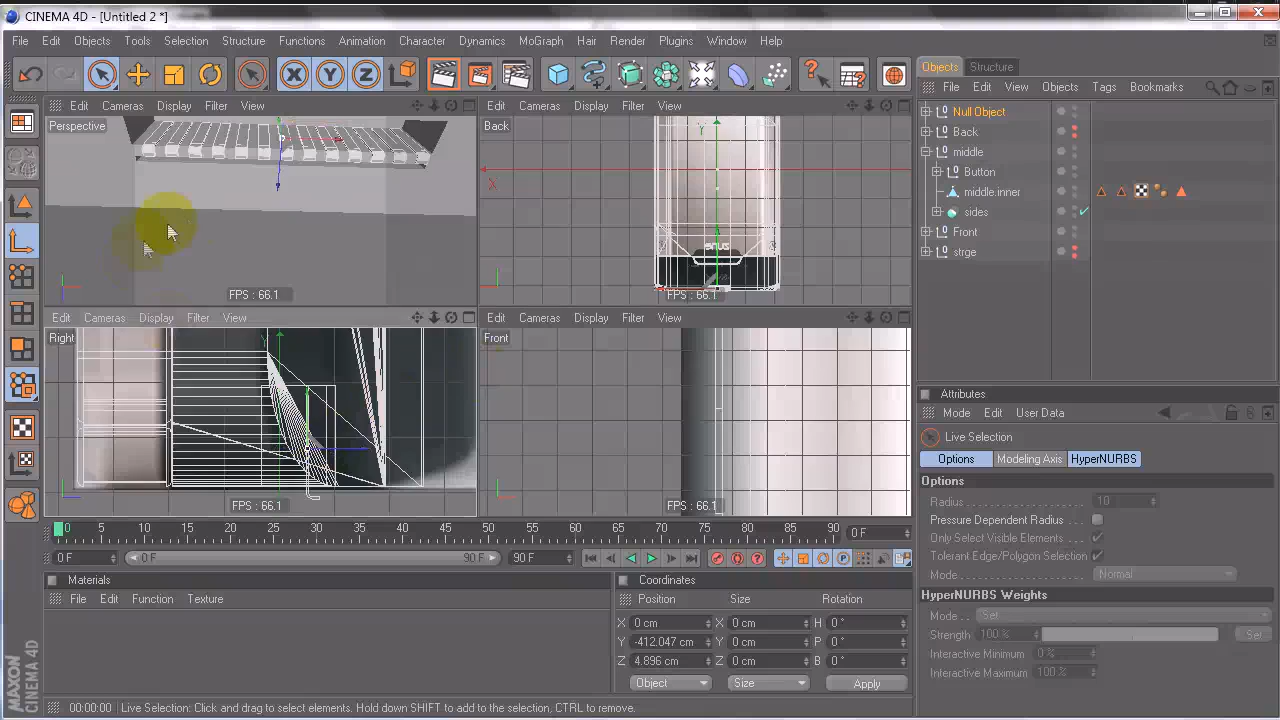 CINEMA 4D - [Untitled 2 *]
File Edit Objects Tools Selection Structure Functions Animation Character Dynamics MoGraph Hair Render Plugins Window Help
Objects Structure
File Edit View Objects Tags Bookmarks
Null Object
Back
middle
Button
middle.inner
sides
Front
strge
Edit Cameras Display Filter View
Perspective
FPS : 66.1
Edit Cameras Display Filter View
Back
Y
X
FPS : 66.1
Edit Cameras Display Filter View
Right
Y
FPS : 66.1
Edit Cameras Display Filter View
Front
FPS : 66.1
0 5 10 15 20 25 30 35 40 45 50 55 60 65 70 75 80 85 90 0 F
0 F 0 F 90 F 90 F
Materials
File Edit Function Texture
Coordinates
Position Size Rotation
X 0 cm X 0 cm H 0 °
Y -412.047 cm Y 0 cm P 0 °
Z 4.896 cm Z 0 cm B 0 °
Object Size Apply
Attributes
Mode Edit User Data
Live Selection
Options Modeling Axis HyperNURBS
Options
Radius 10
Pressure Dependent Radius
Only Select Visible Elements
Tolerant Edge/Polygon Selection
Mode Normal
HyperNURBS Weights
Mode Set
Strength 100 % Set
Interactive Minimum 0 %
Interactive Maximum 100 %
MAXON
CINEMA 4D
00:00:00 Live Selection: Click and drag to select elements. Hold down SHIFT to add to the selection, CTRL to remove.